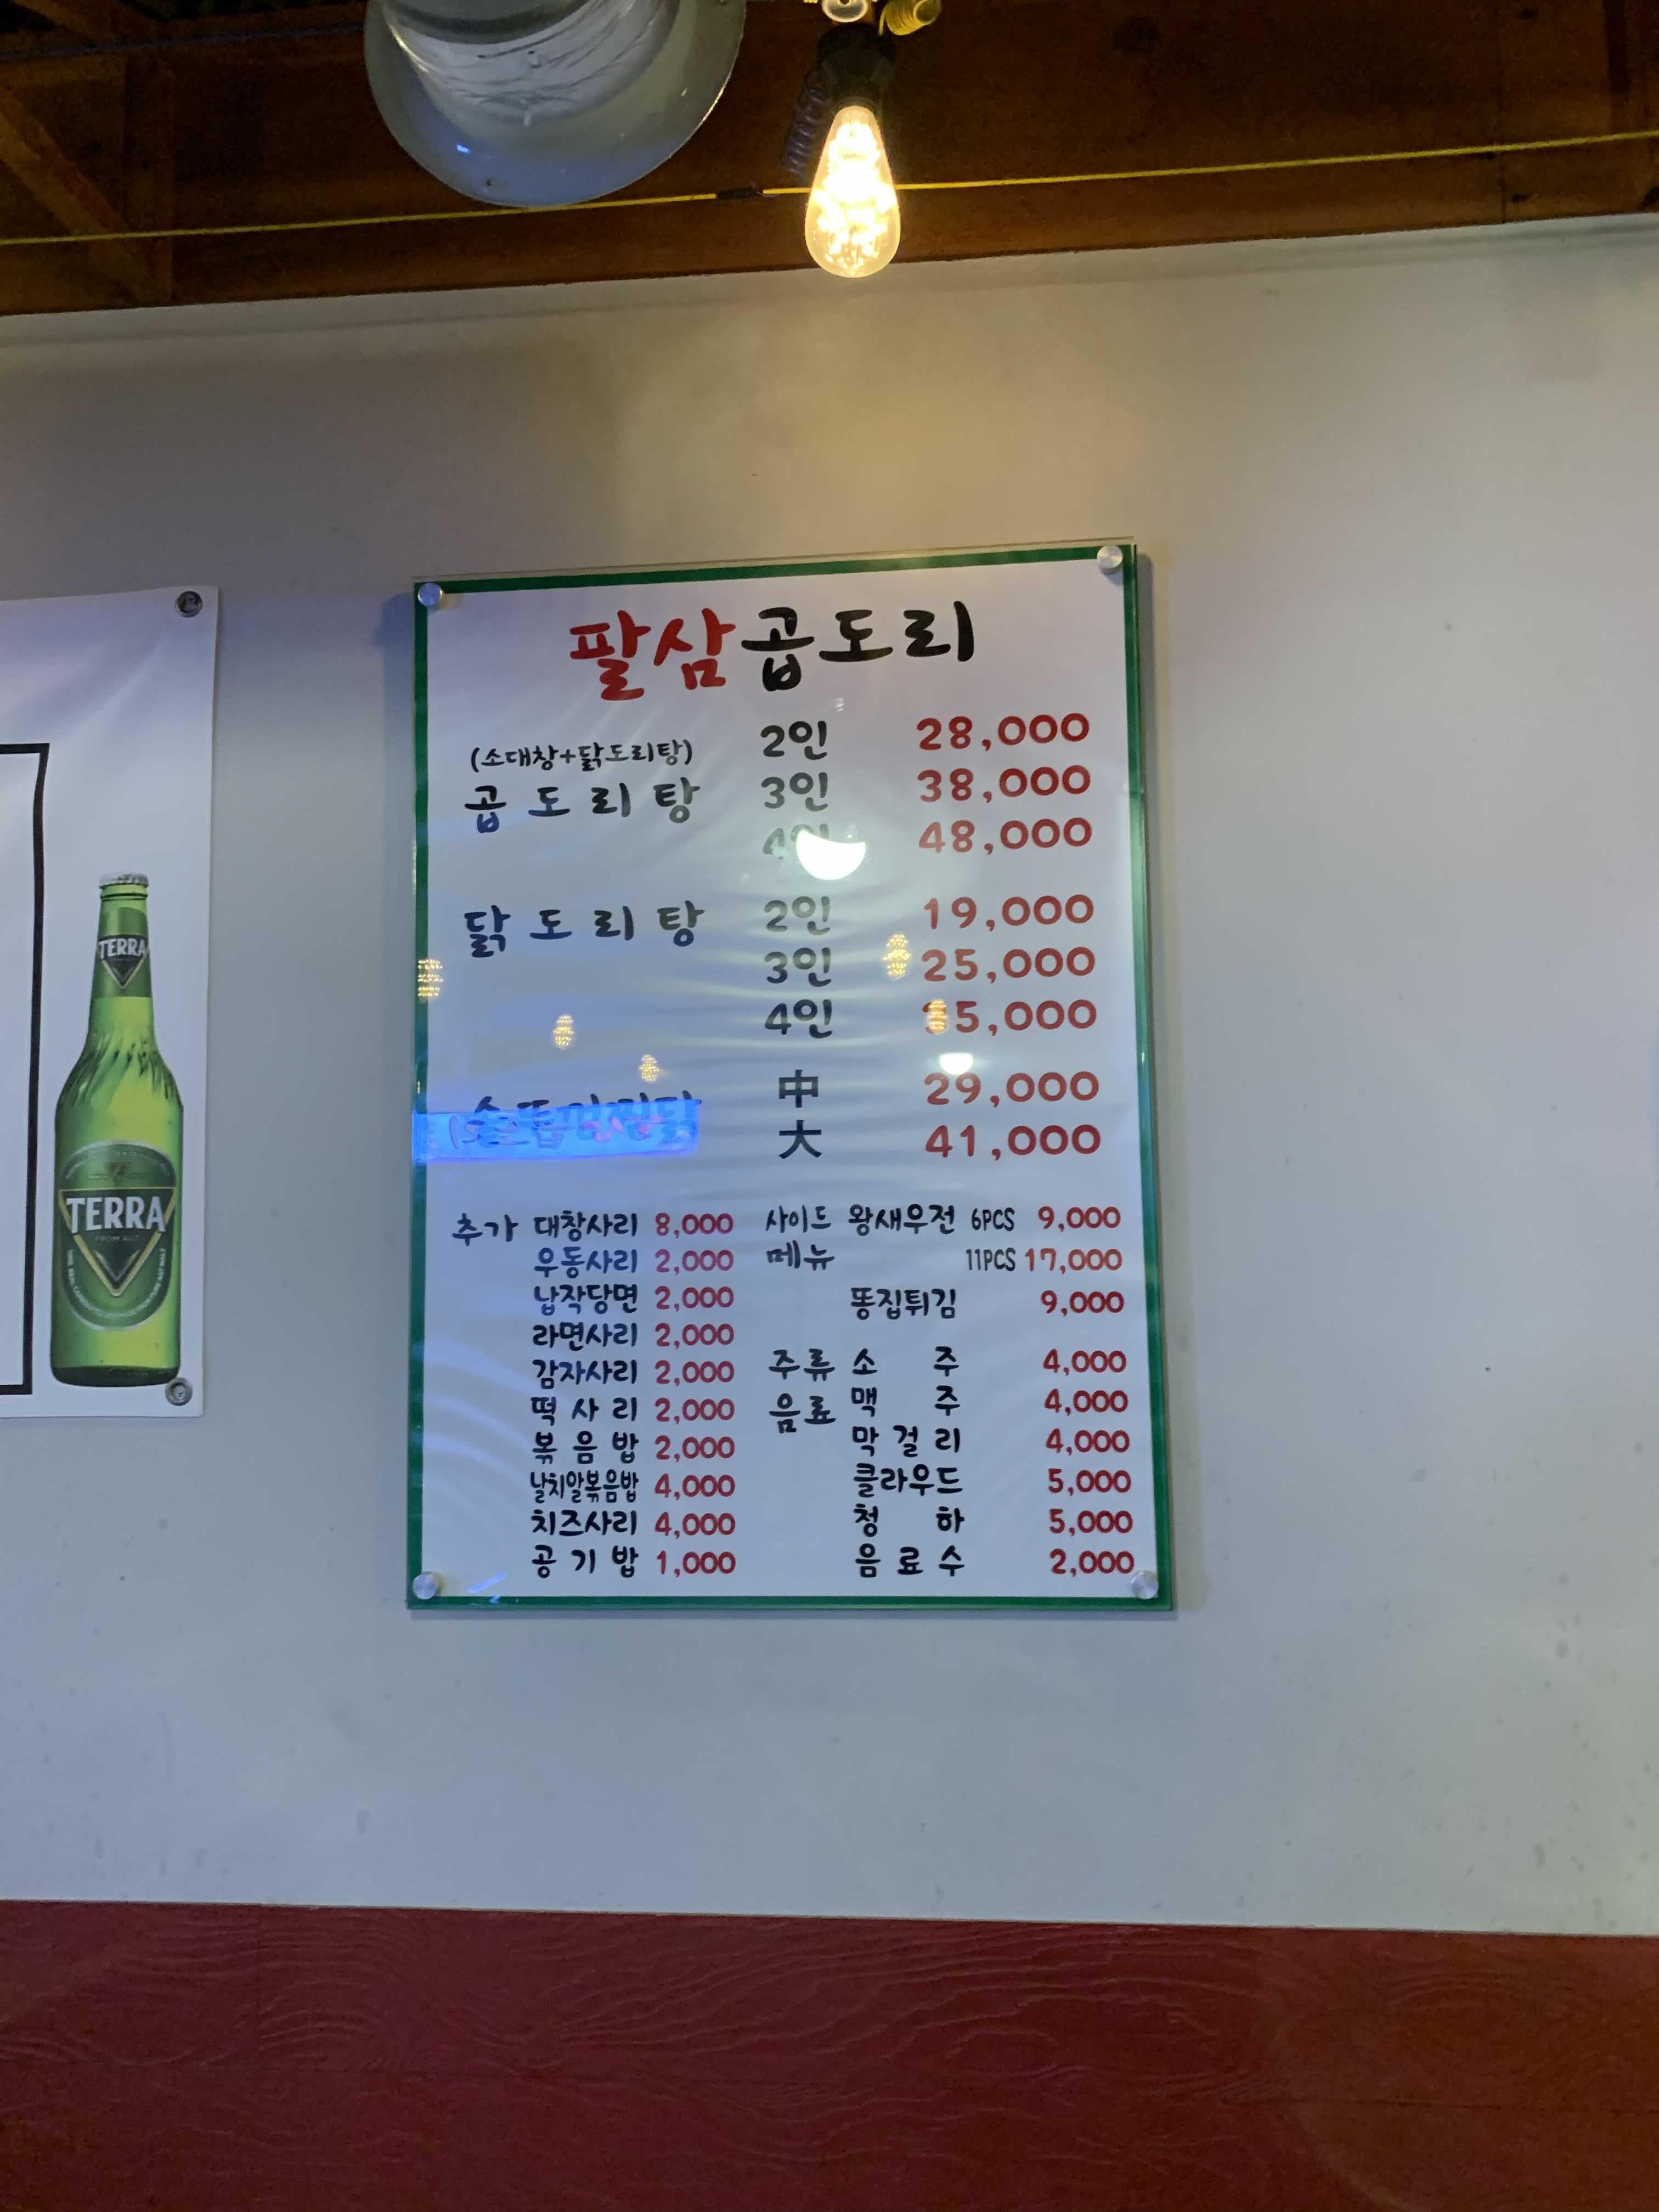 팔삼곱도리
(소대창+닭도리탕)
곱도리탕
2인 28,000
3인 38,000
48,000
닭도리탕 2인 19,000
3인 25,000
4인 35,000
中 29,000
大 41,000
추가 대창사리 8,000
우동사리 2,000
납작당면 2,000
라면사리 2,000
감자사리 2,000
떡사리 2,000
볶음밥 2,000
날치알볶음밥 4,000
치즈사리 4,000
공기밥 1,000
사이드 왕새우전 6PCS 9,000
메뉴 11PCS 17,000
똥집튀김 9,000
주류 소주 4,000
음료 맥주 4,000
막걸리 4,000
클라우드 5,000
청하 5,000
음료수 2,000
TERRA
TERRA
FROM AGT